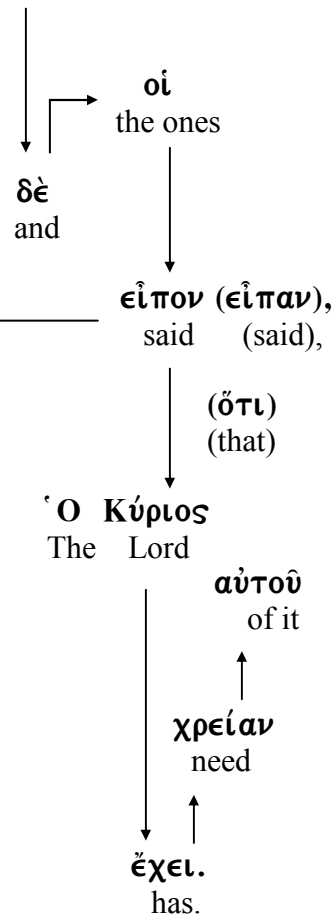 οἱ
the ones
δὲ
and
εἶπον (εἶπαν),
said (said),
(ὅτι)
(that)
Ὁ Κύριος
The Lord
αὐτοῦ
of it
χρείαν
need
ἔχει.
has.